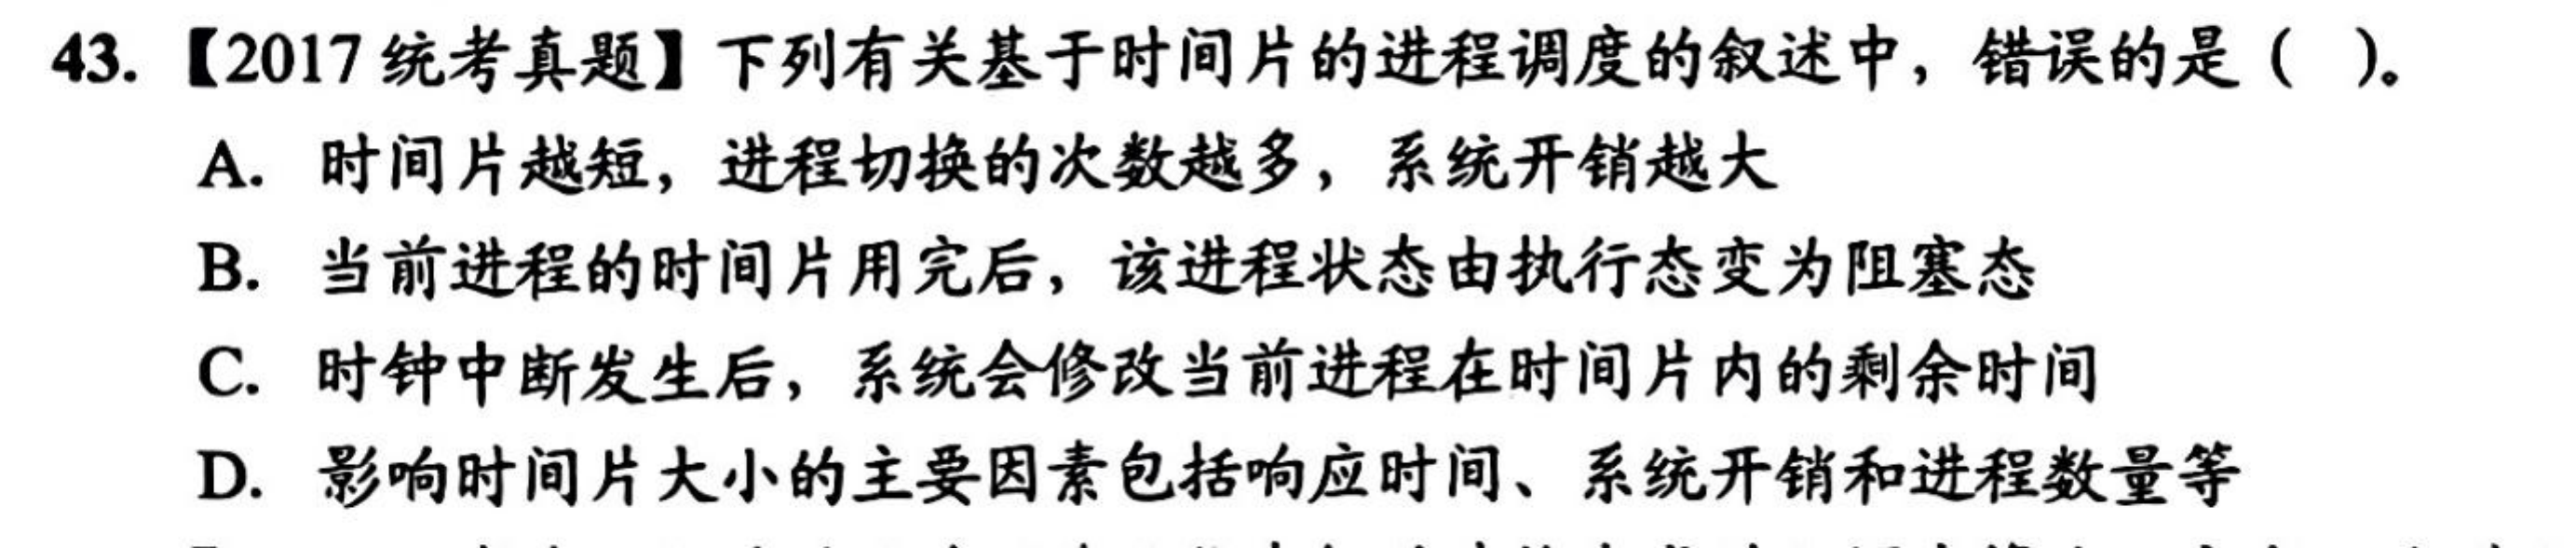 43.【2017统考真题】下列有关基于时间片的进程调度的叙述中，错误的是（ ）。
A. 时间片越短，进程切换的次数越多，系统开销越大
B. 当前进程的时间片用完后，该进程状态由执行态变为阻塞态
C. 时钟中断发生后，系统会修改当前进程在时间片内的剩余时间
D. 影响时间片大小的主要因素包括响应时间、系统开销和进程数量等